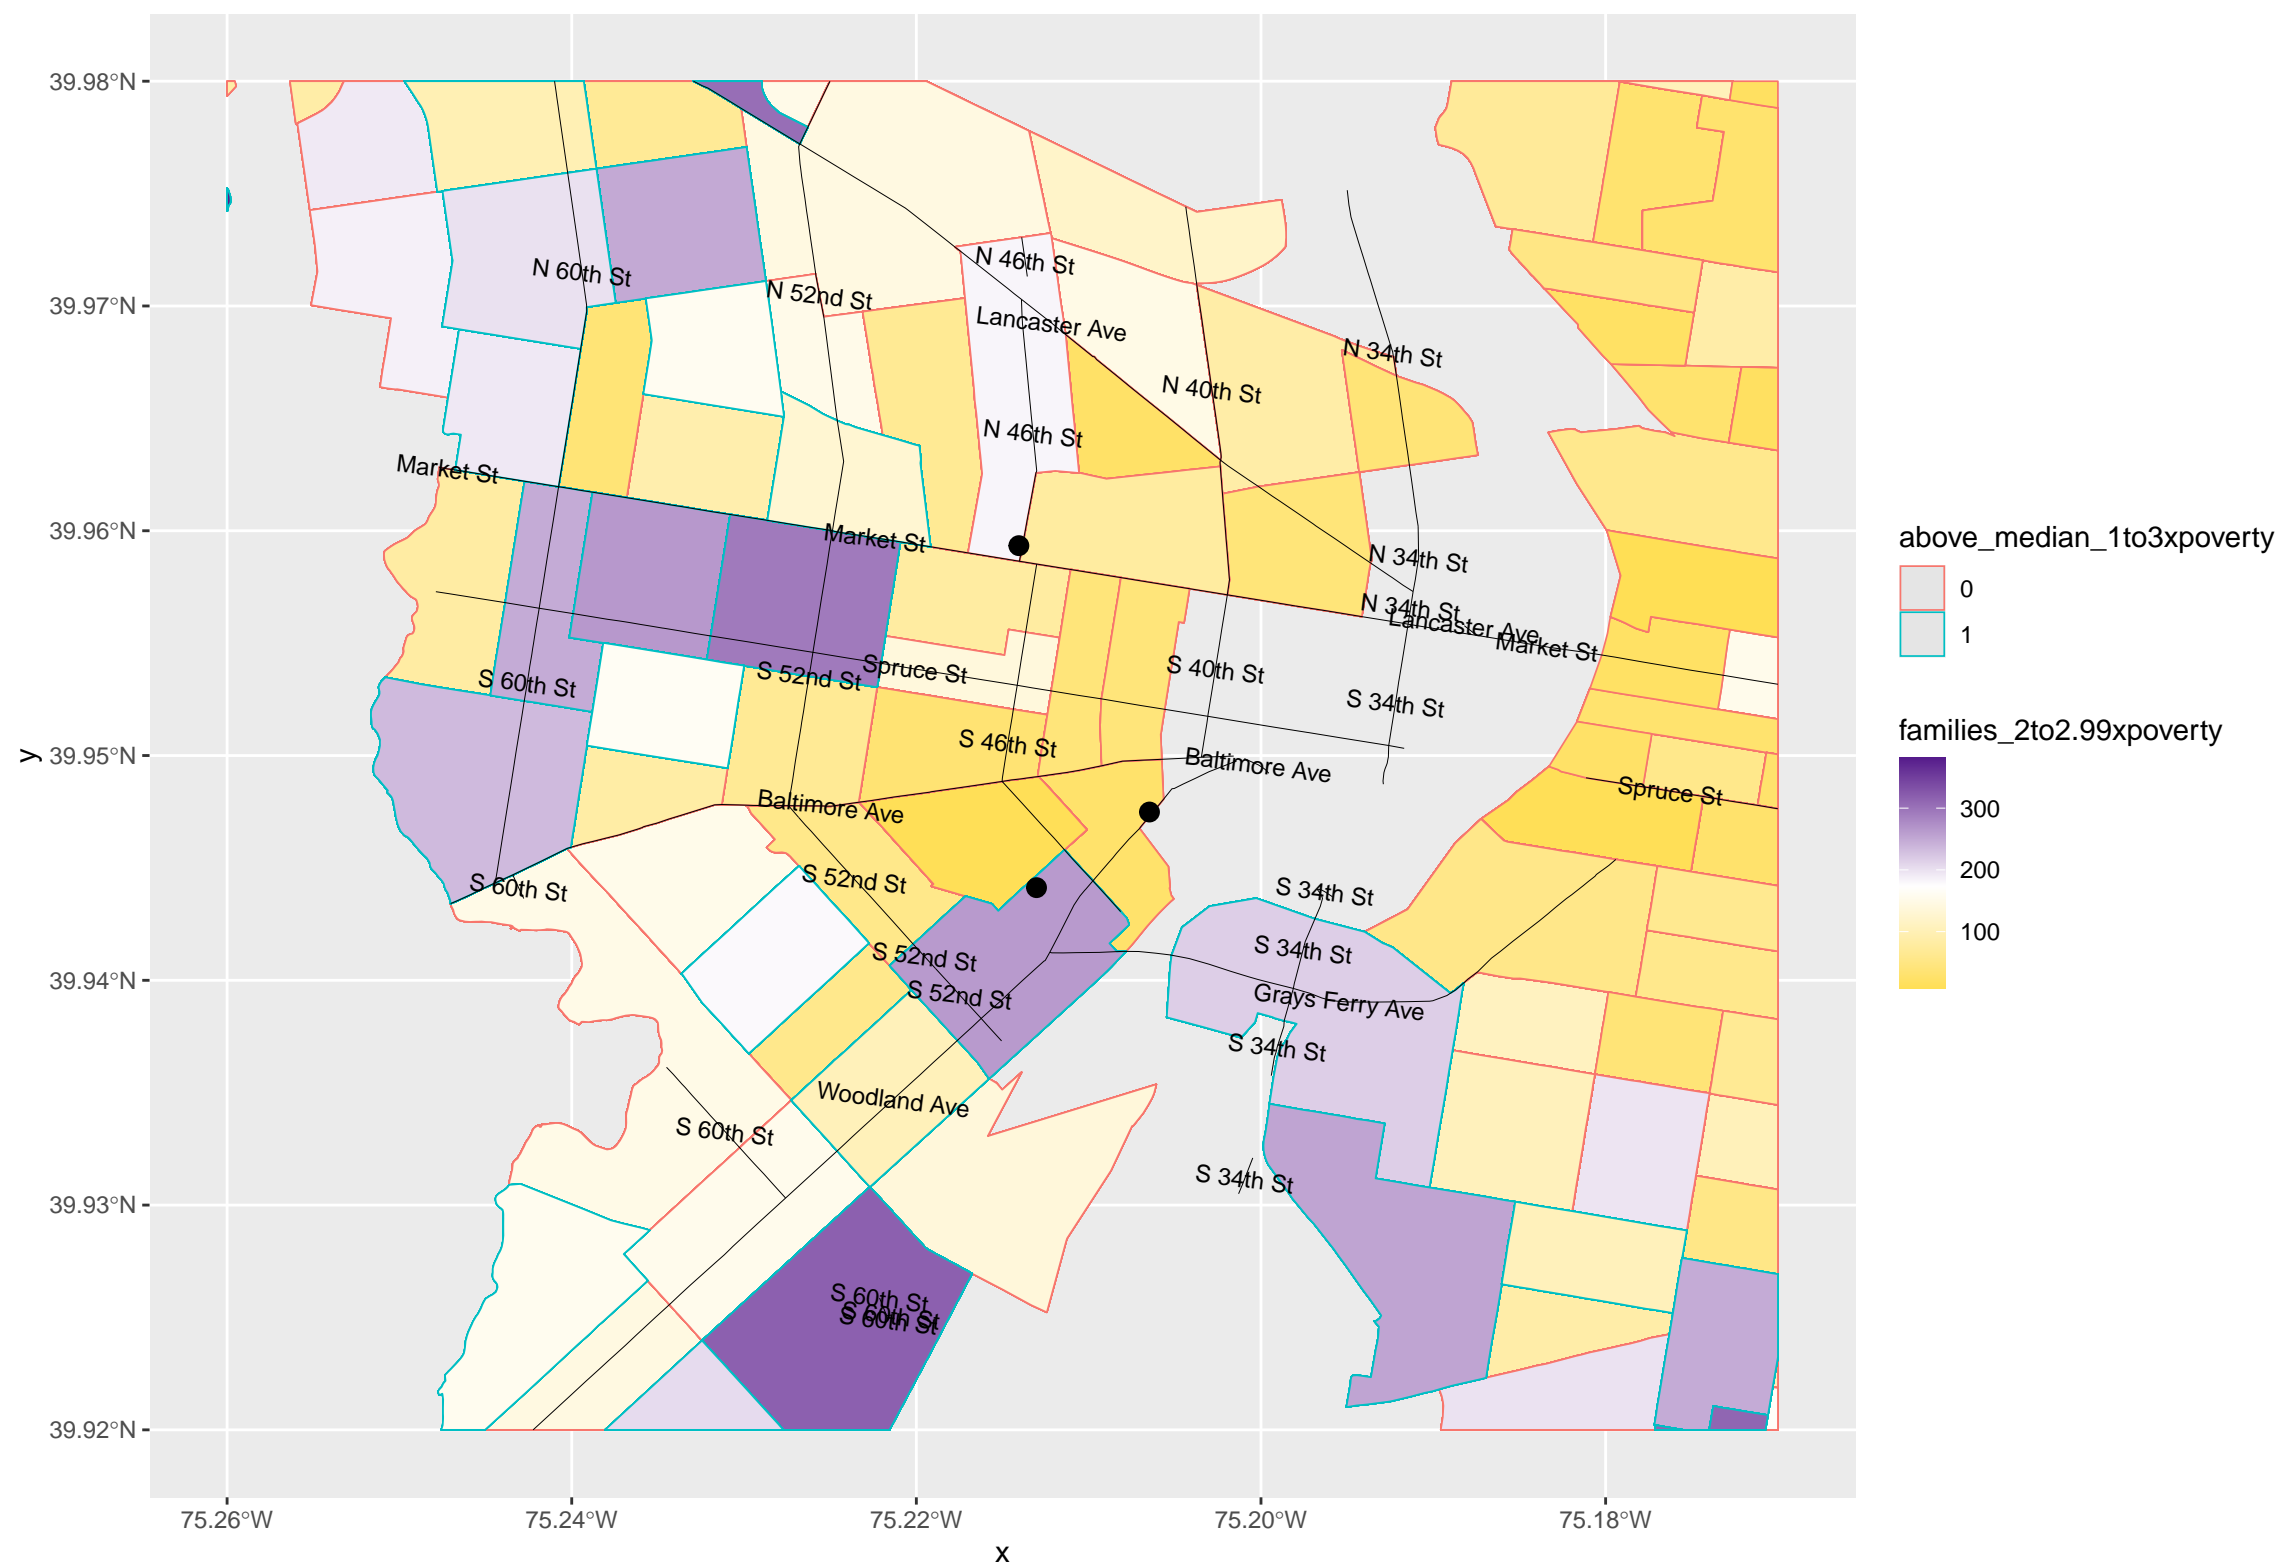 39.98°N
39.97°N
39.96°N
39.95°N
39.94°N
39.93°N
39.92°N
y
N 46th St
N 60th St
N 52nd St
Lancaster Ave
N 34th St
N 40th St
N 46th St
Market St
Market St
N 34th St
N 34th St
Lancaster Ave
Market St
Spruce St
S 40th St
S 52nd St
S 60th St
S 34th St
S 46th St
Baltimore Ave
Spruce St
Baltimore Ave
S 52nd St
S 60th St
S 34th St
S 34th St
S 52nd St
S 52nd St
Grays Ferry Ave
S 34th St
Woodland Ave
S 60th St
S 34th St
S 60th St
S 60th St
S 60th St
75.26°W
75.24°W
75.22°W
75.20°W
75.18°W
x
above_median_1to3xpoverty
0
1
families_2to2.99xpoverty
300
200
100